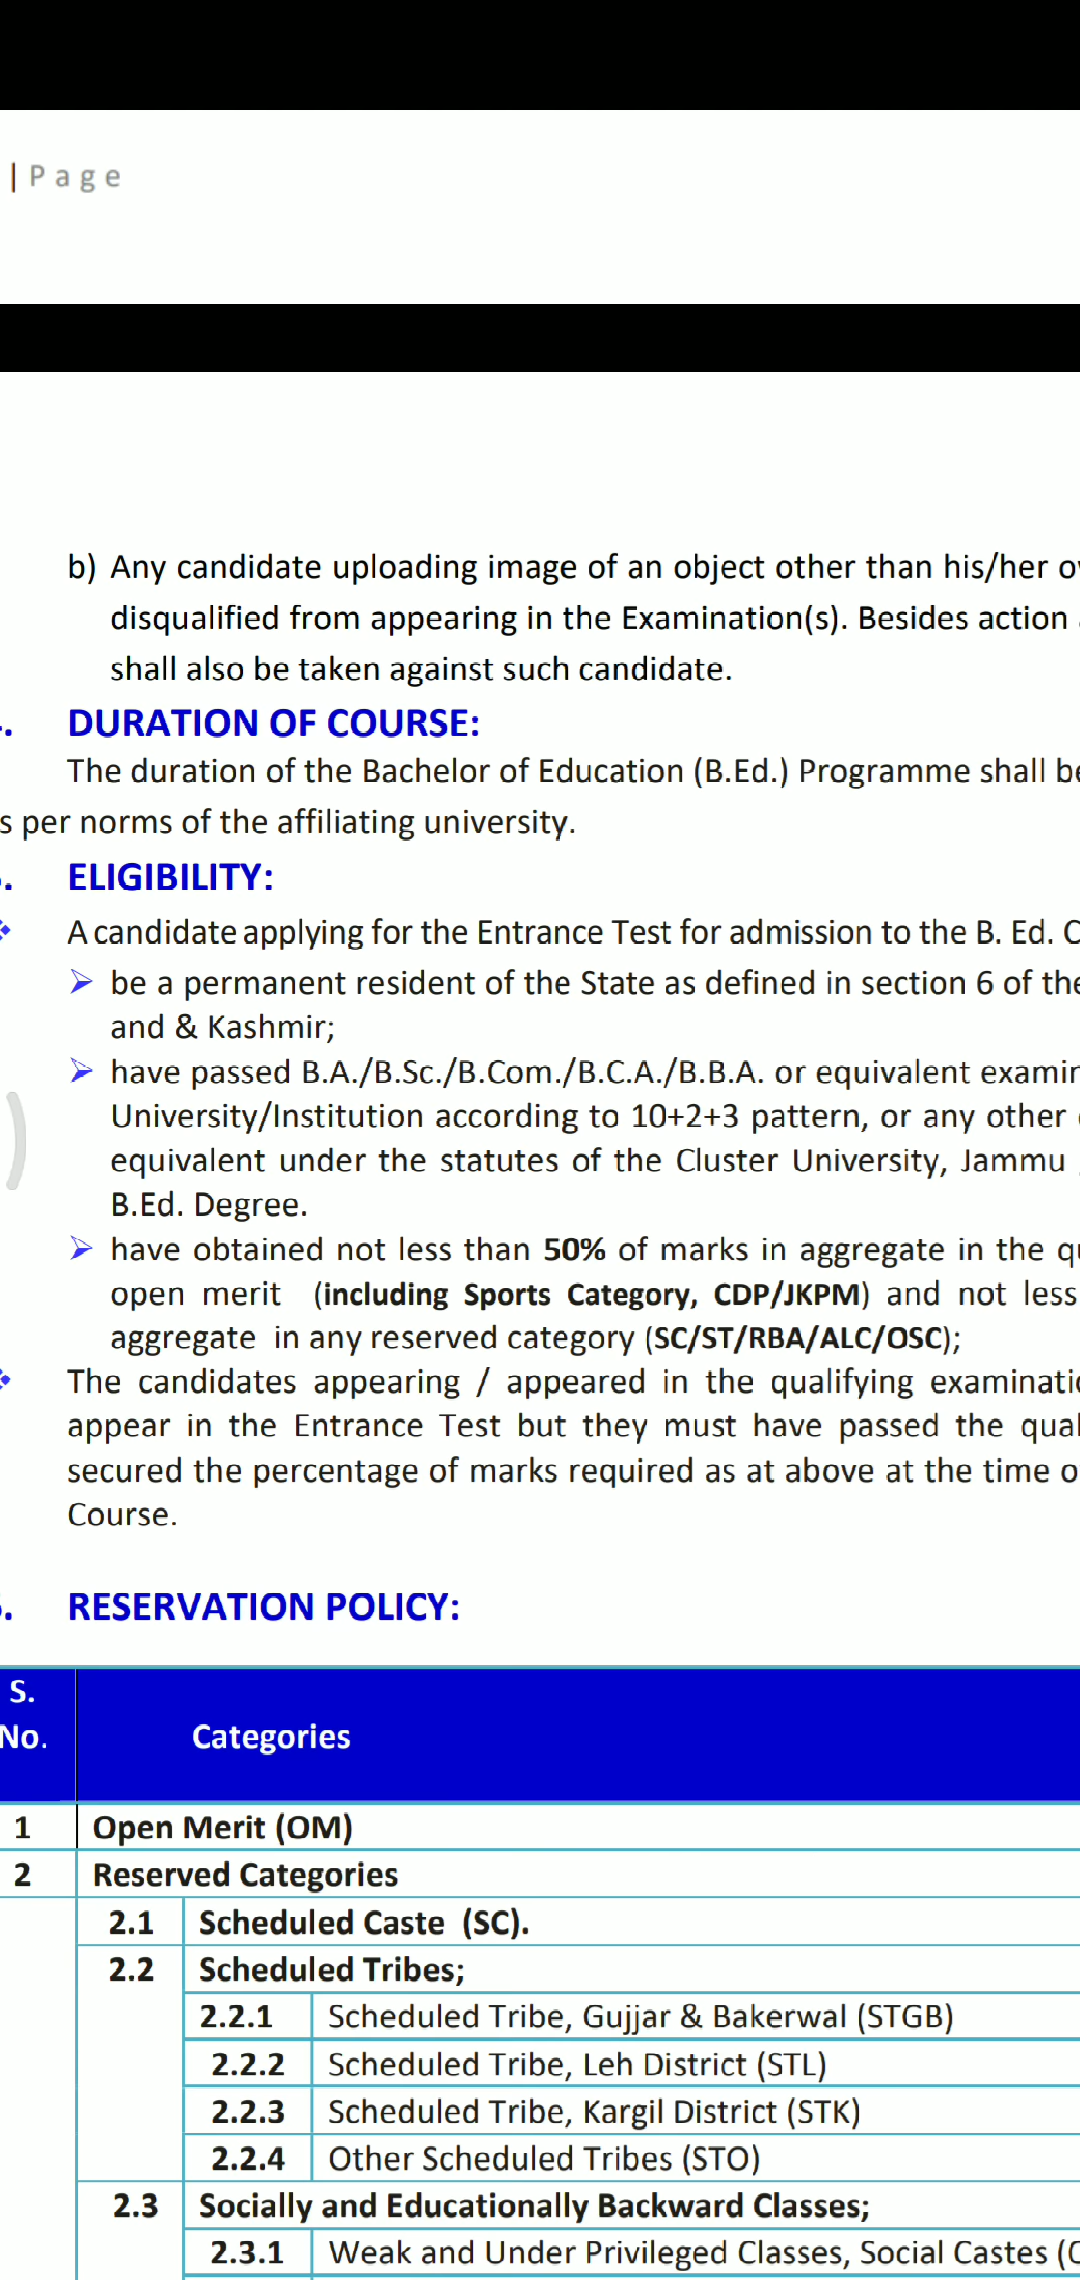 | P a g e
b) Any candidate uploading image of an object other than his/her
disqualified from appearing in the Examination(s). Besides action
shall also be taken against such candidate.
DURATION OF COURSE:
The duration of the Bachelor of Education (B.Ed.) Programme shall
per norms of the affiliating university.
ELIGIBILITY:
A candidate applying for the Entrance Test for admission to the B. Ed.
be a permanent resident of the State as defined in section 6 of
and & Kashmir;
have passed B.A./B.Sc./B.Com./B.C.A./B.B.A. or equivalent
University/Institution according to 10+2+3 pattern, or any other
equivalent under the statutes of the Cluster University, Jammu
B.Ed. Degree.
have obtained not less than 50% of marks in aggregate in the
open merit (including Sports Category, CDP/JKPM) and not less
aggregate in any reserved category (SC/ST/RBA/ALC/OSC);
The candidates appearing / appeared in the qualifying
appear in the Entrance Test but they must have passed the
secured the percentage of marks required as at above at the time
Course.
RESERVATION POLICY:
S.
No. Categories
1 Open Merit (OM)
2 Reserved Categories
2.1 Scheduled Caste (SC).
2.2 Scheduled Tribes;
2.2.1 Scheduled Tribe, Gujjar & Bakerwal (STGB)
2.2.2 Scheduled Tribe, Leh District (STL)
2.2.3 Scheduled Tribe, Kargil District (STK)
2.2.4 Other Scheduled Tribes (STO)
2.3 Socially and Educationally Backward Classes;
2.3.1 Weak and Under Privileged Classes, Social Castes